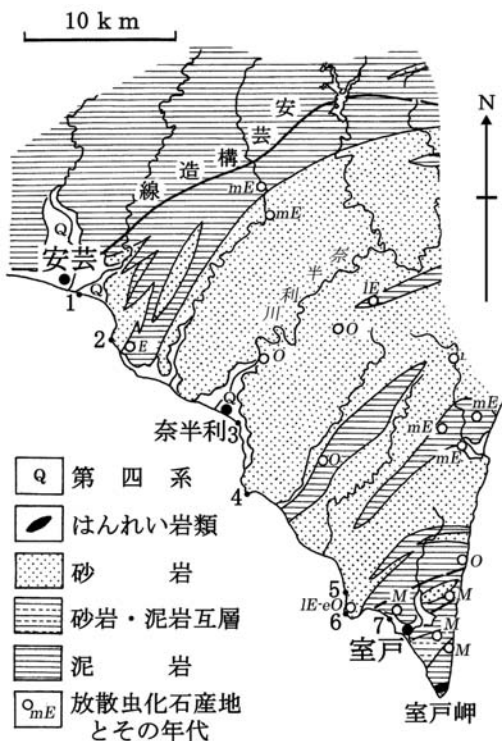 10 km
N
安芸構造線
Q
mE
mE
安芸
Q
1
奈半利川
lE
2
E
O
O
mE
Q
奈半利
3
mE
mE
O
4
Q 第四系
はんれい岩類
砂岩
砂岩・泥岩互層
泥岩
mE 放散虫化石産地
とその年代
5
lE-eO
6
7
O
M
M
M
M
室戸
室戸岬